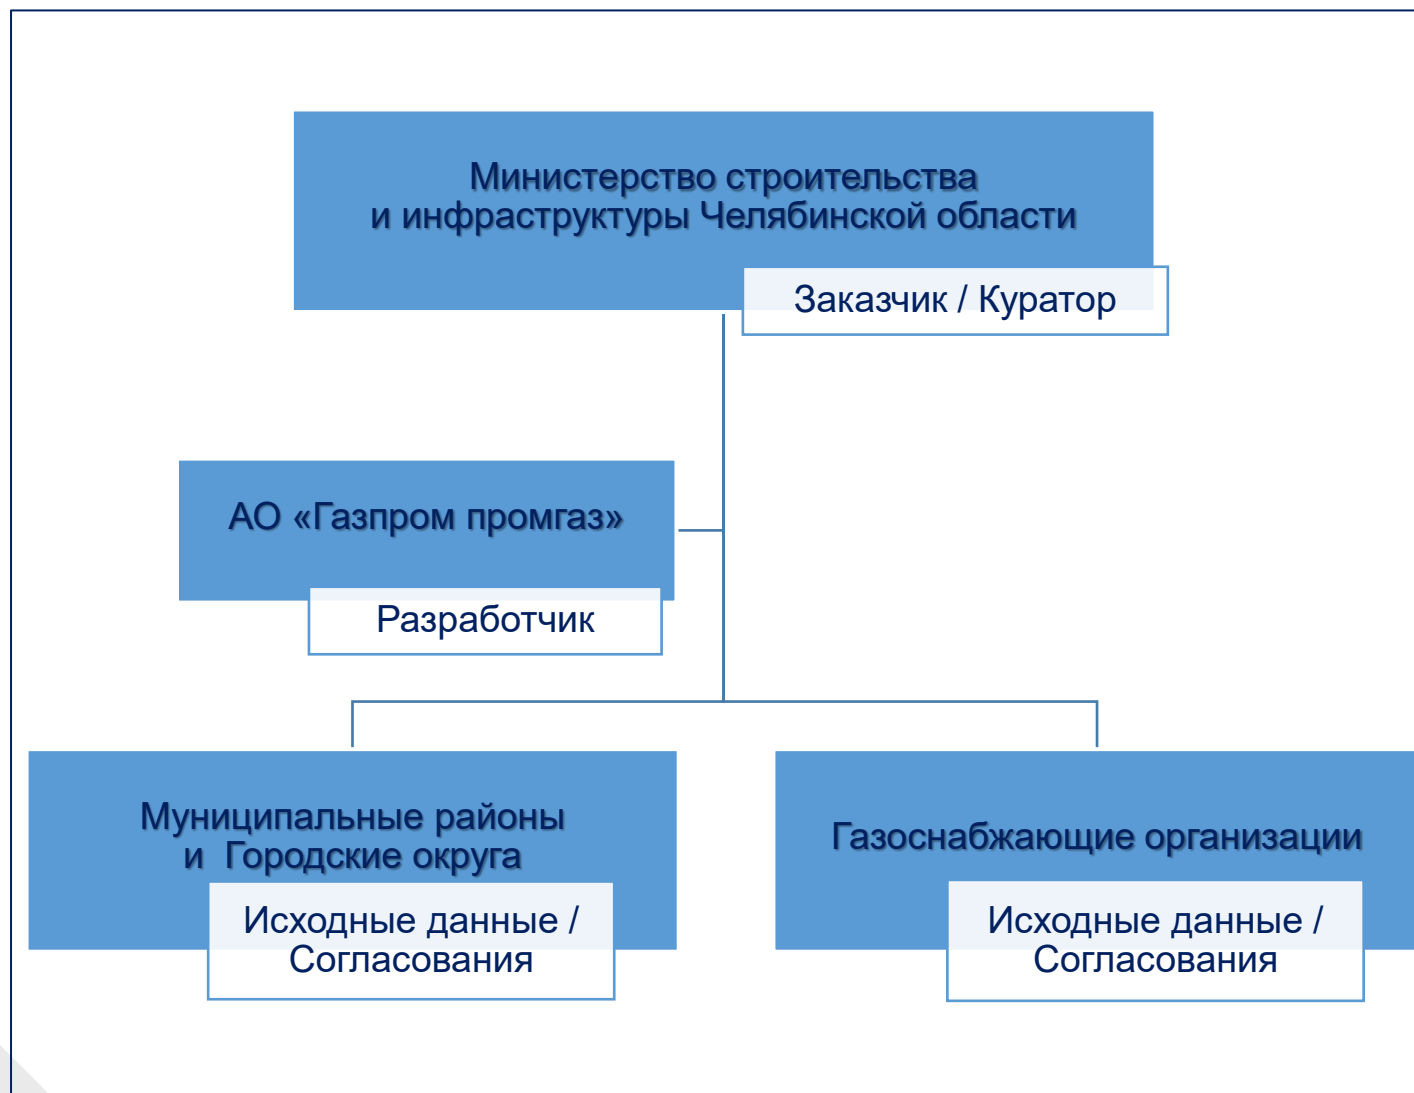 Министерство строительства
и инфраструктуры Челябинской области
Заказчик / Куратор
АО «Газпром промгаз»
Разработчик
Муниципальные районы
и Городские округа
Исходные данные /
Согласования
Газоснабжающие организации
Исходные данные /
Согласования